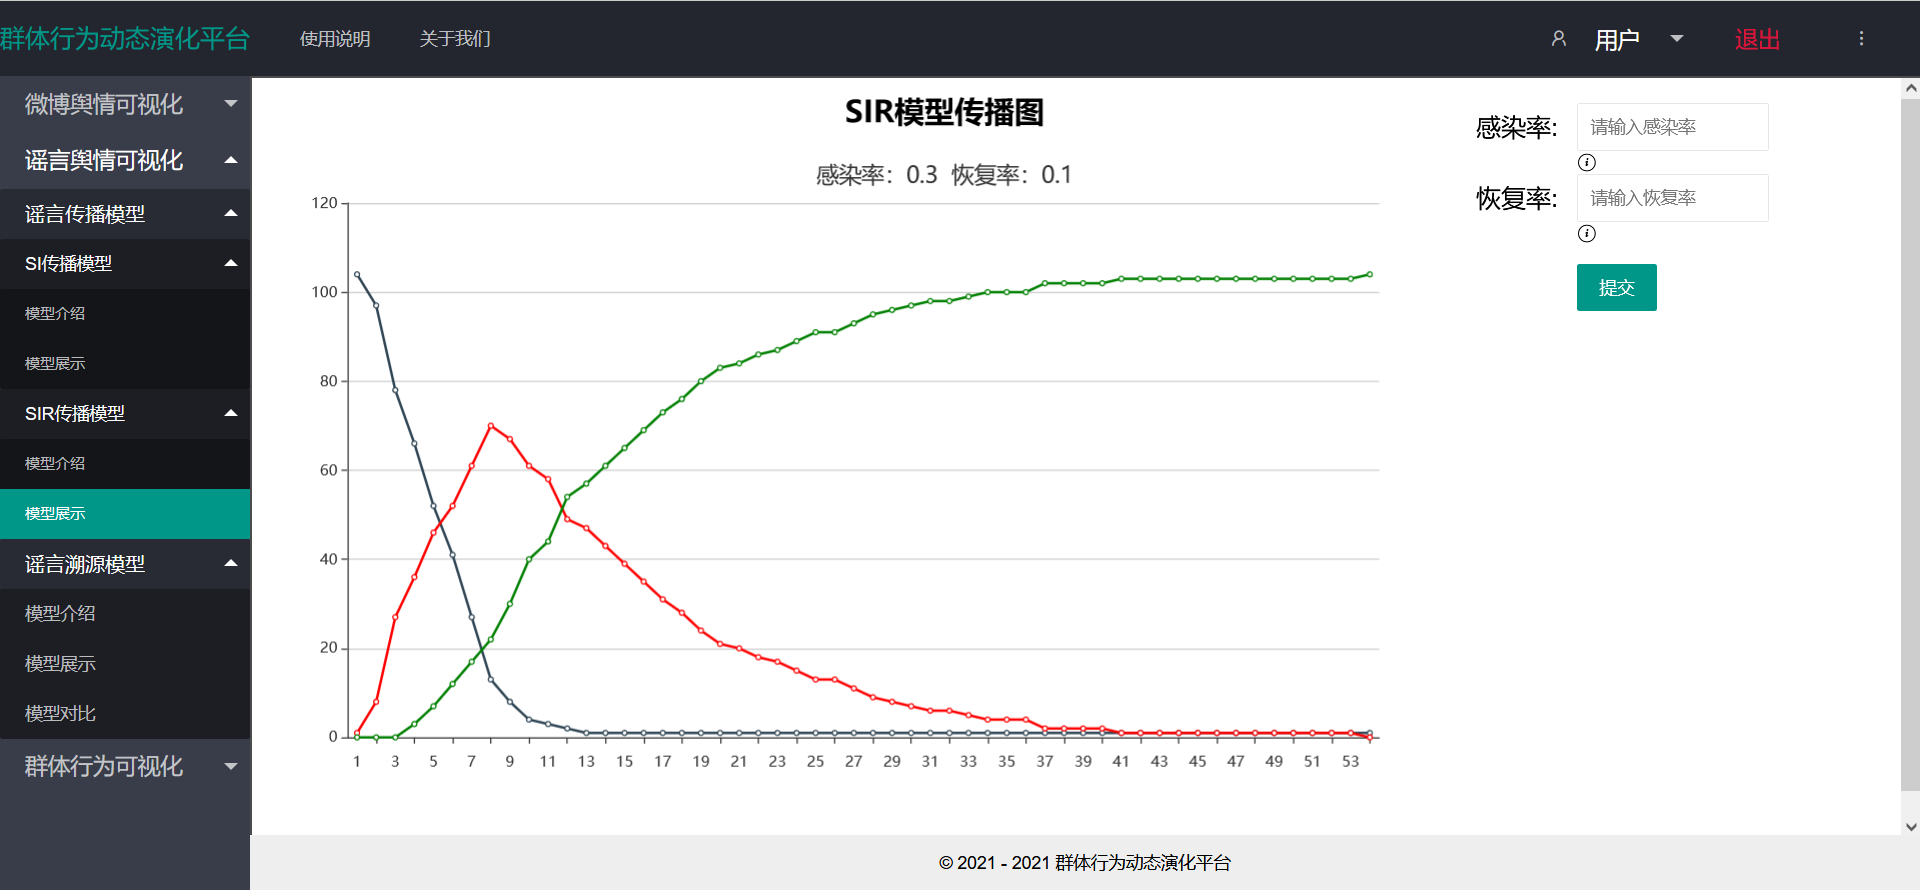 群体行为动态演化平台
使用说明
关于我们
用户
退出
微博舆情可视化
谣言舆情可视化
谣言传播模型
SI传播模型
模型介绍
模型展示
SIR传播模型
模型介绍
模型展示
谣言溯源模型
模型介绍
模型展示
模型对比
群体行为可视化
SIR模型传播图
感染率：0.3 恢复率：0.1
120
100
80
60
40
20
0
1 3 5 7 9 11 13 15 17 19 21 23 25 27 29 31 33 35 37 39 41 43 45 47 49 51 53
感染率:
请输入感染率
恢复率:
请输入恢复率
提交
© 2021 - 2021 群体行为动态演化平台